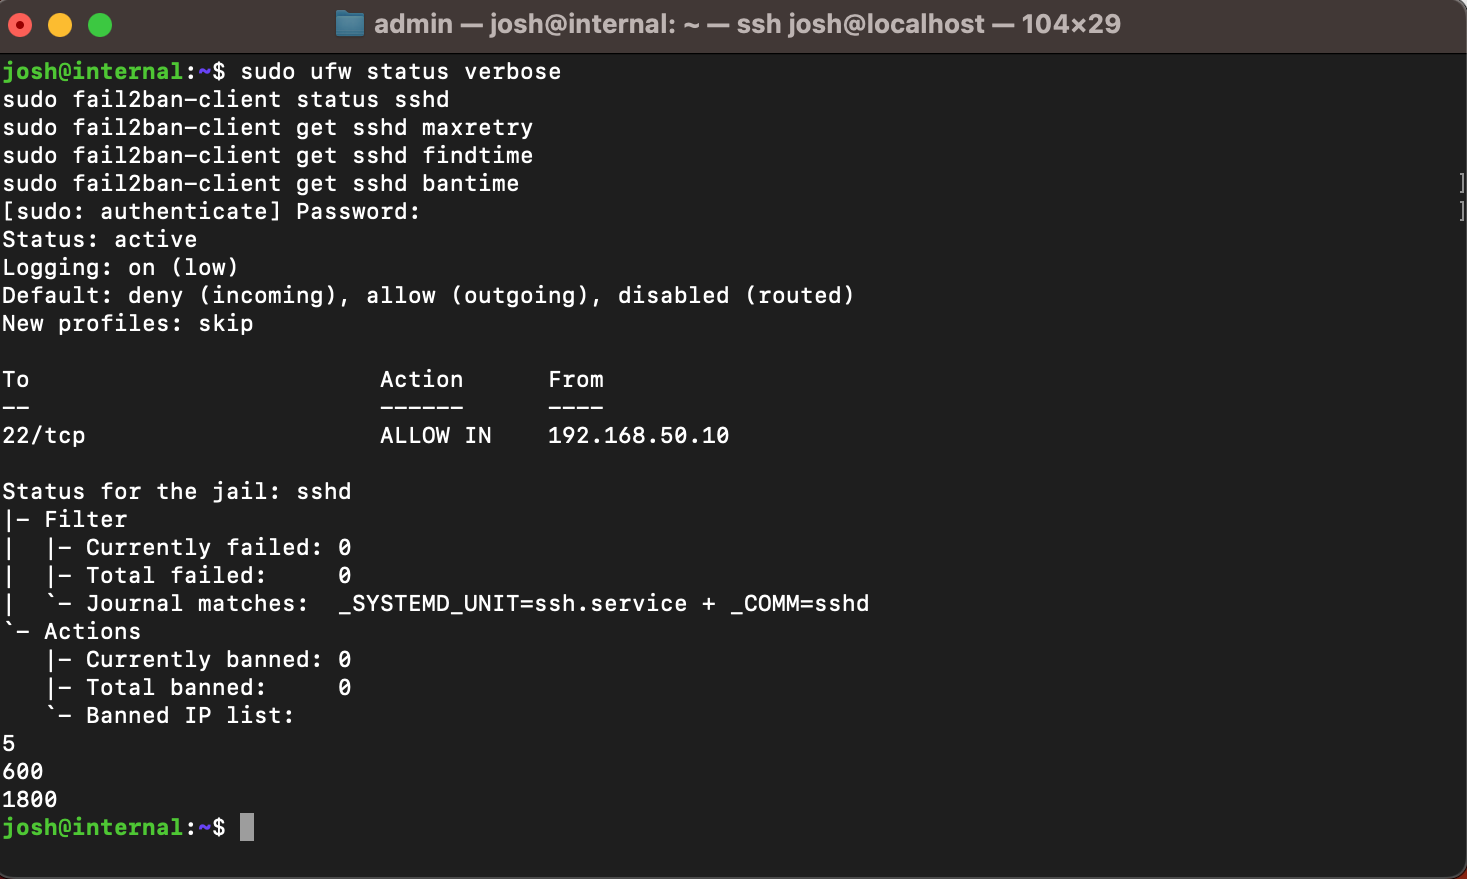 admin — josh@internal: ~ — ssh josh@localhost — 104×29
josh@internal:~$ sudo ufw status verbose
sudo fail2ban-client status sshd
sudo fail2ban-client get sshd maxretry
sudo fail2ban-client get sshd findtime
sudo fail2ban-client get sshd bantime ]
[sudo: authenticate] Password: ]
Status: active
Logging: on (low)
Default: deny (incoming), allow (outgoing), disabled (routed)
New profiles: skip

To                         Action      From
--                         ------      ----
22/tcp                     ALLOW IN    192.168.50.10

Status for the jail: sshd
|- Filter
|  |- Currently failed: 0
|  |- Total failed:     0
|  `- Journal matches:  _SYSTEMD_UNIT=ssh.service + _COMM=sshd
`- Actions
   |- Currently banned: 0
   |- Total banned:     0
   `- Banned IP list:
5
600
1800
josh@internal:~$